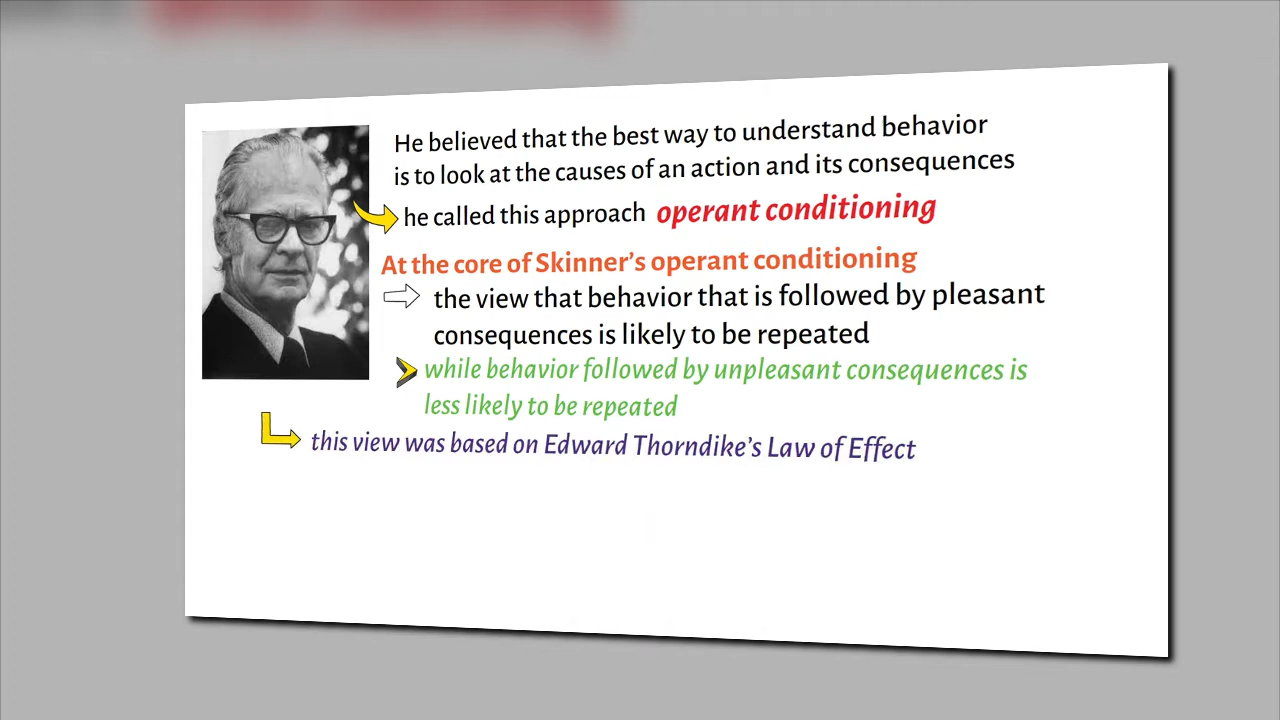 He believed that the best way to understand behavior
is to look at the causes of an action and its consequences
he called this approach operant conditioning
At the core of Skinner's operant conditioning
the view that behavior that is followed by pleasant
consequences is likely to be repeated
while behavior followed by unpleasant consequences is
less likely to be repeated
this view was based on Edward Thorndike's Law of Effect